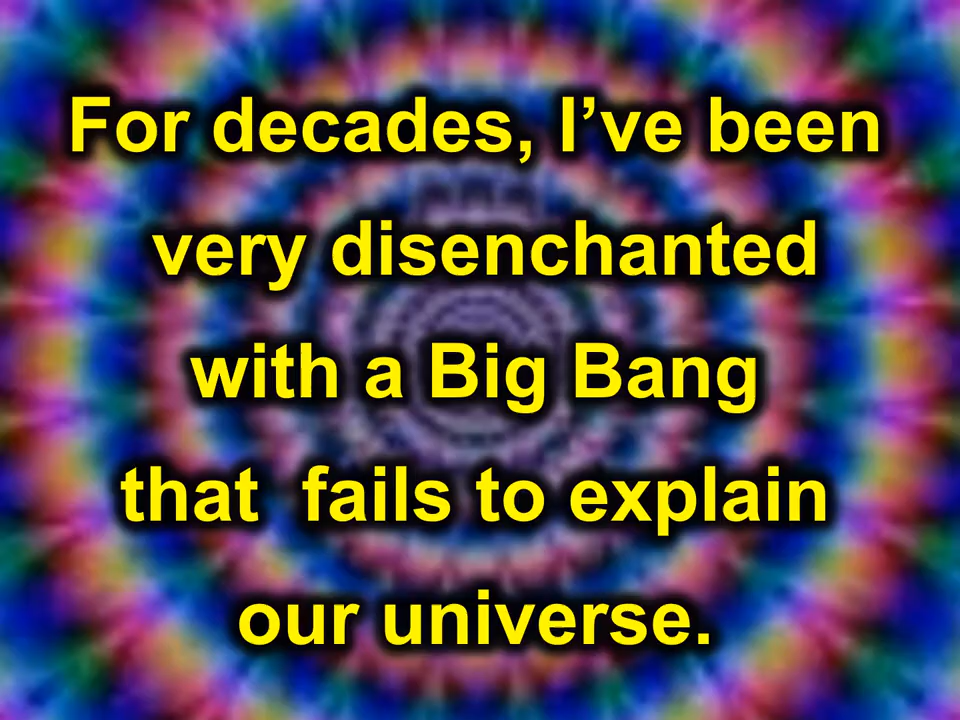 For decades, I’ve been
very disenchanted
with a Big Bang
that  fails to explain
our universe.